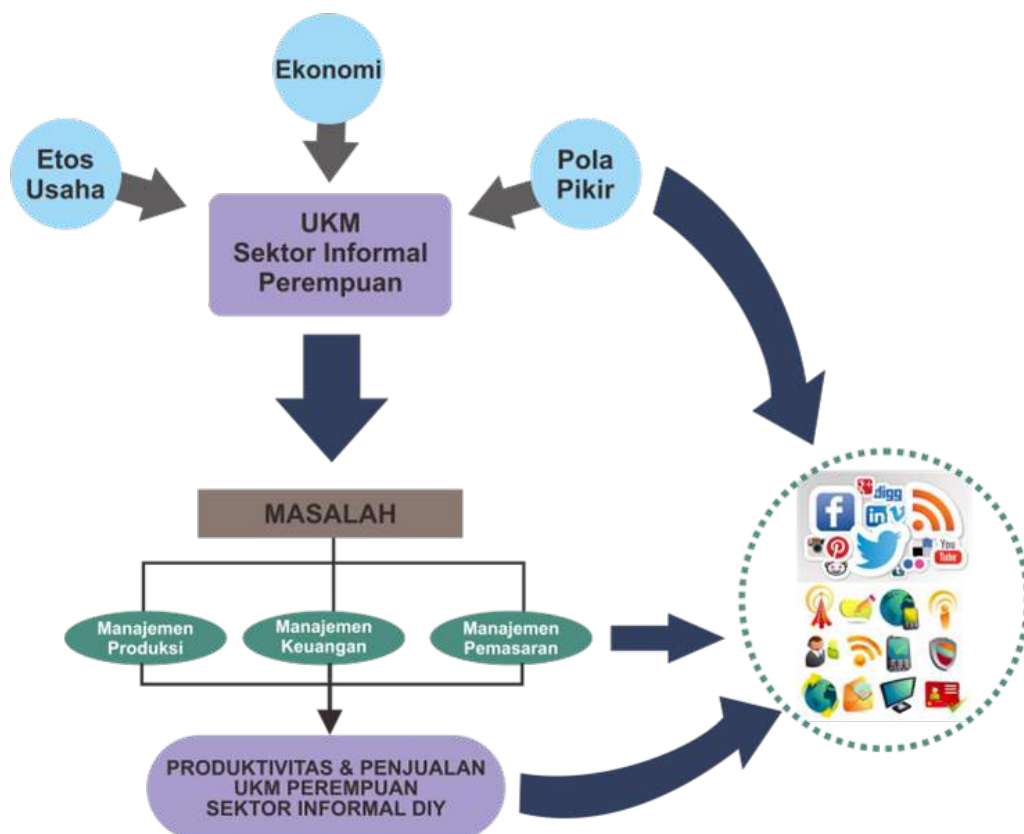 Ekonomi
Etos
Usaha
Pola
Pikir
UKM
Sektor Informal
Perempuan
MASALAH
Manajemen
Produksi
Manajemen
Keuangan
Manajemen
Pemasaran
PRODUKTIVITAS & PENJUALAN
UKM PEREMPUAN
SEKTOR INFORMAL DIY
digg
You
Tube